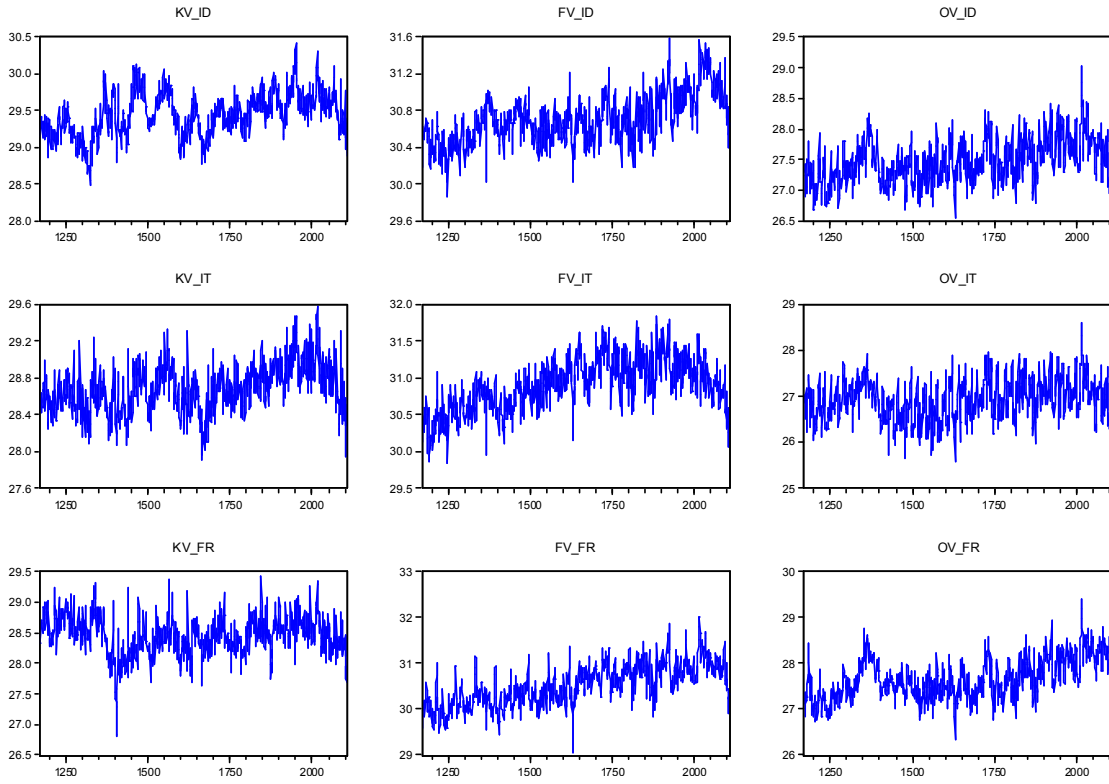 KV_ID FV_ID OV_ID
30.5 31.6 29.5
30.0 31.2 29.0
29.5 30.8 28.5
29.0 30.4 28.0
28.5 30.0 27.5
28.0 29.6 27.0
26.5
1250 1500 1750 2000 1250 1500 1750 2000 1250 1500 1750 2000
KV_IT FV_IT OV_IT
29.6 32.0 29
29.2 31.5 28
28.8 31.0 27
28.4 30.5 26
28.0 30.0 25
27.6 29.5
1250 1500 1750 2000 1250 1500 1750 2000 1250 1500 1750 2000
KV_FR FV_FR OV_FR
29.5 33 30
29.0 32 29
28.5 31 28
28.0 30 27
27.5 29 26
27.0
26.5
1250 1500 1750 2000 1250 1500 1750 2000 1250 1500 1750 2000